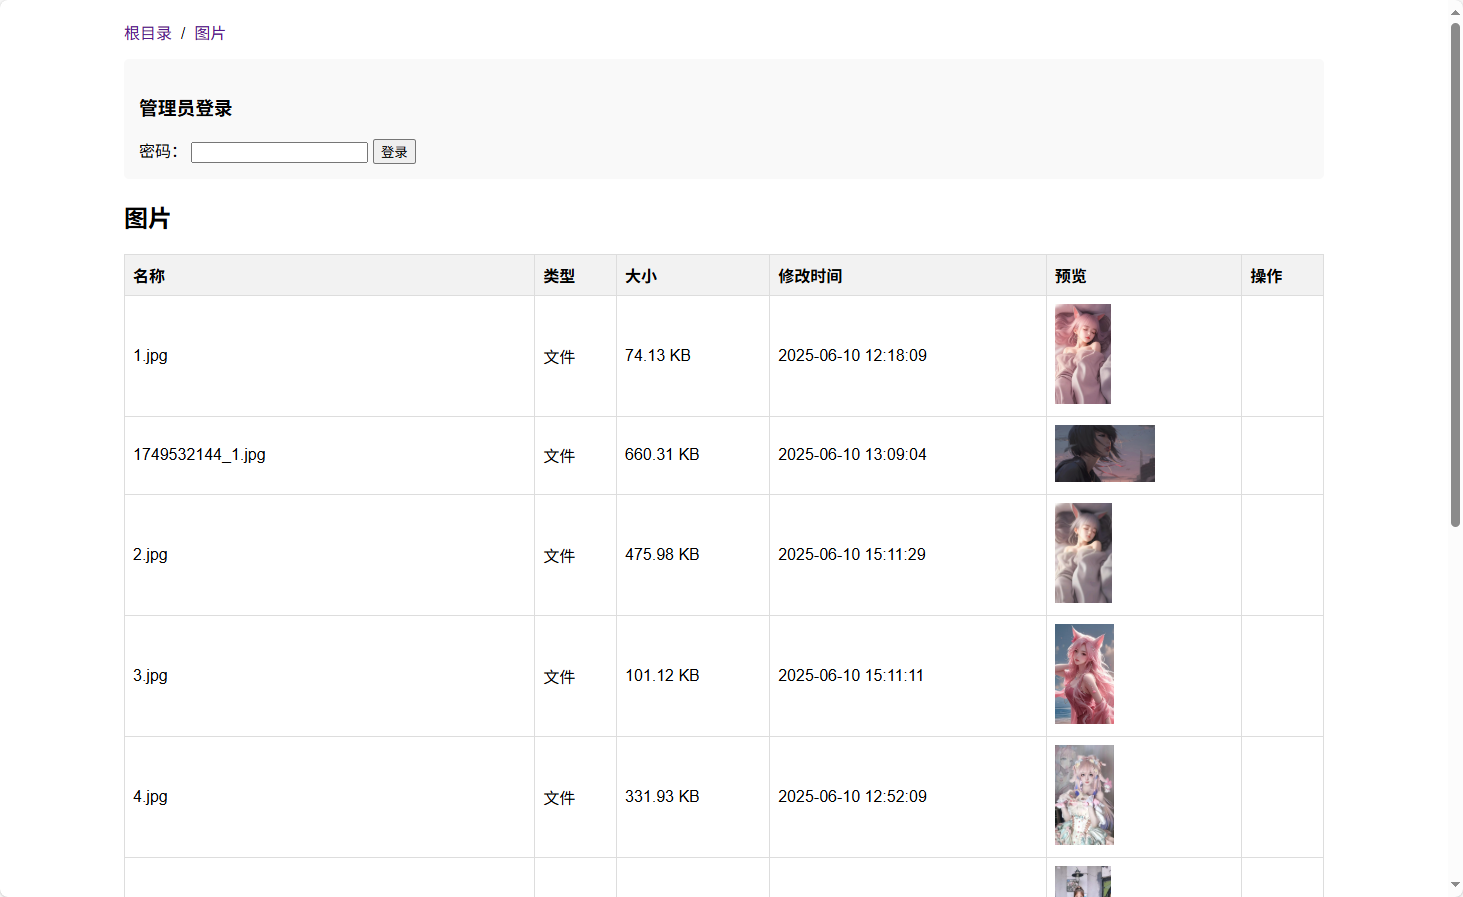 根目录 / 图片
管理员登录
密码： 登录
图片
名称 类型 大小 修改时间 预览 操作
1.jpg 文件 74.13 KB 2025-06-10 12:18:09
1749532144_1.jpg 文件 660.31 KB 2025-06-10 13:09:04
2.jpg 文件 475.98 KB 2025-06-10 15:11:29
3.jpg 文件 101.12 KB 2025-06-10 15:11:11
4.jpg 文件 331.93 KB 2025-06-10 12:52:09